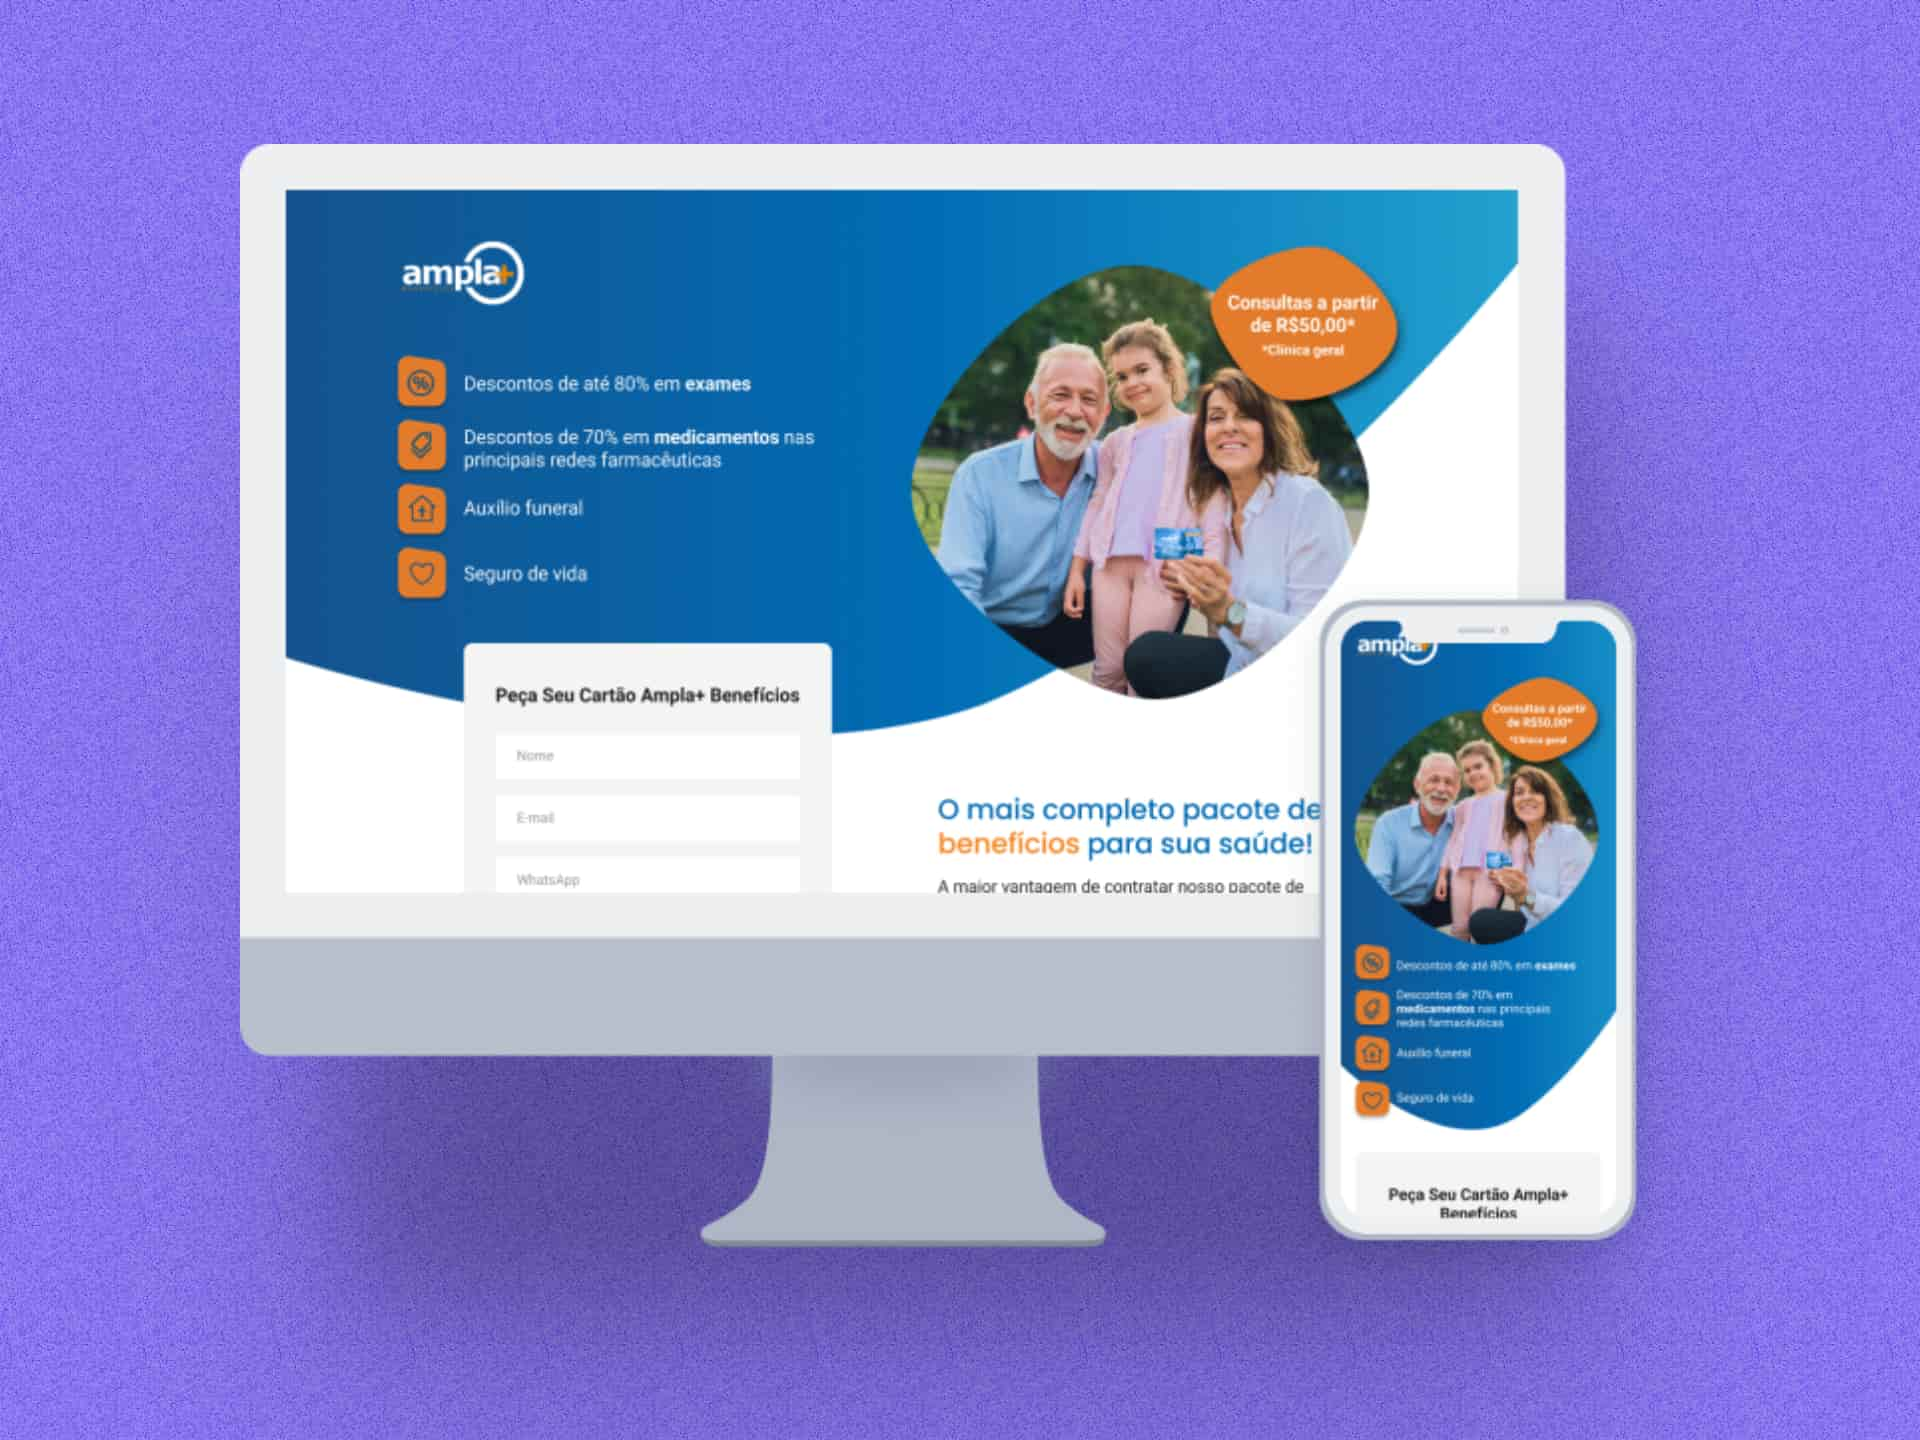 ampla+
Consultas a partir
de R$50,00*
*Clínica geral
Descontos de até 80% em exames
Descontos de 70% em medicamentos nas
principais redes farmacêuticas
Auxílio funeral
Seguro de vida
Peça Seu Cartão Ampla+ Benefícios
Nome
E-mail
WhatsApp
O mais completo pacote de
benefícios para sua saúde!
A maior vantagem de contratar nosso pacote de
ampla+
Consultas a partir
de R$50,00*
*Clínica geral
Descontos de até 80% em exames
Descontos de 70% em
medicamentos nas principais
redes farmacêuticas
Auxílio funeral
Seguro de vida
Peça Seu Cartão Ampla+
Benefícios